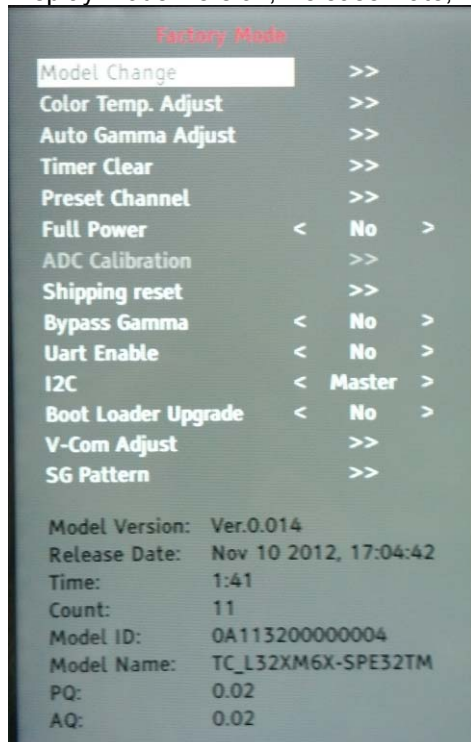 Factory Mode
Model Change >>
Color Temp. Adjust >>
Auto Gamma Adjust >>
Timer Clear >>
Preset Channel >>
Full Power < No >
ADC Calibration >>
Shipping reset >>
Bypass Gamma < No >
Uart Enable < No >
I2C < Master >
Boot Loader Upgrade < No >
V-Com Adjust >>
SG Pattern >>
Model Version: Ver.0.014
Release Date: Nov 10 2012, 17:04:42
Time: 1:41
Count: 11
Model ID: 0A113200000004
Model Name: TC_L32XM6X-SPE32TM
PQ: 0.02
AQ: 0.02